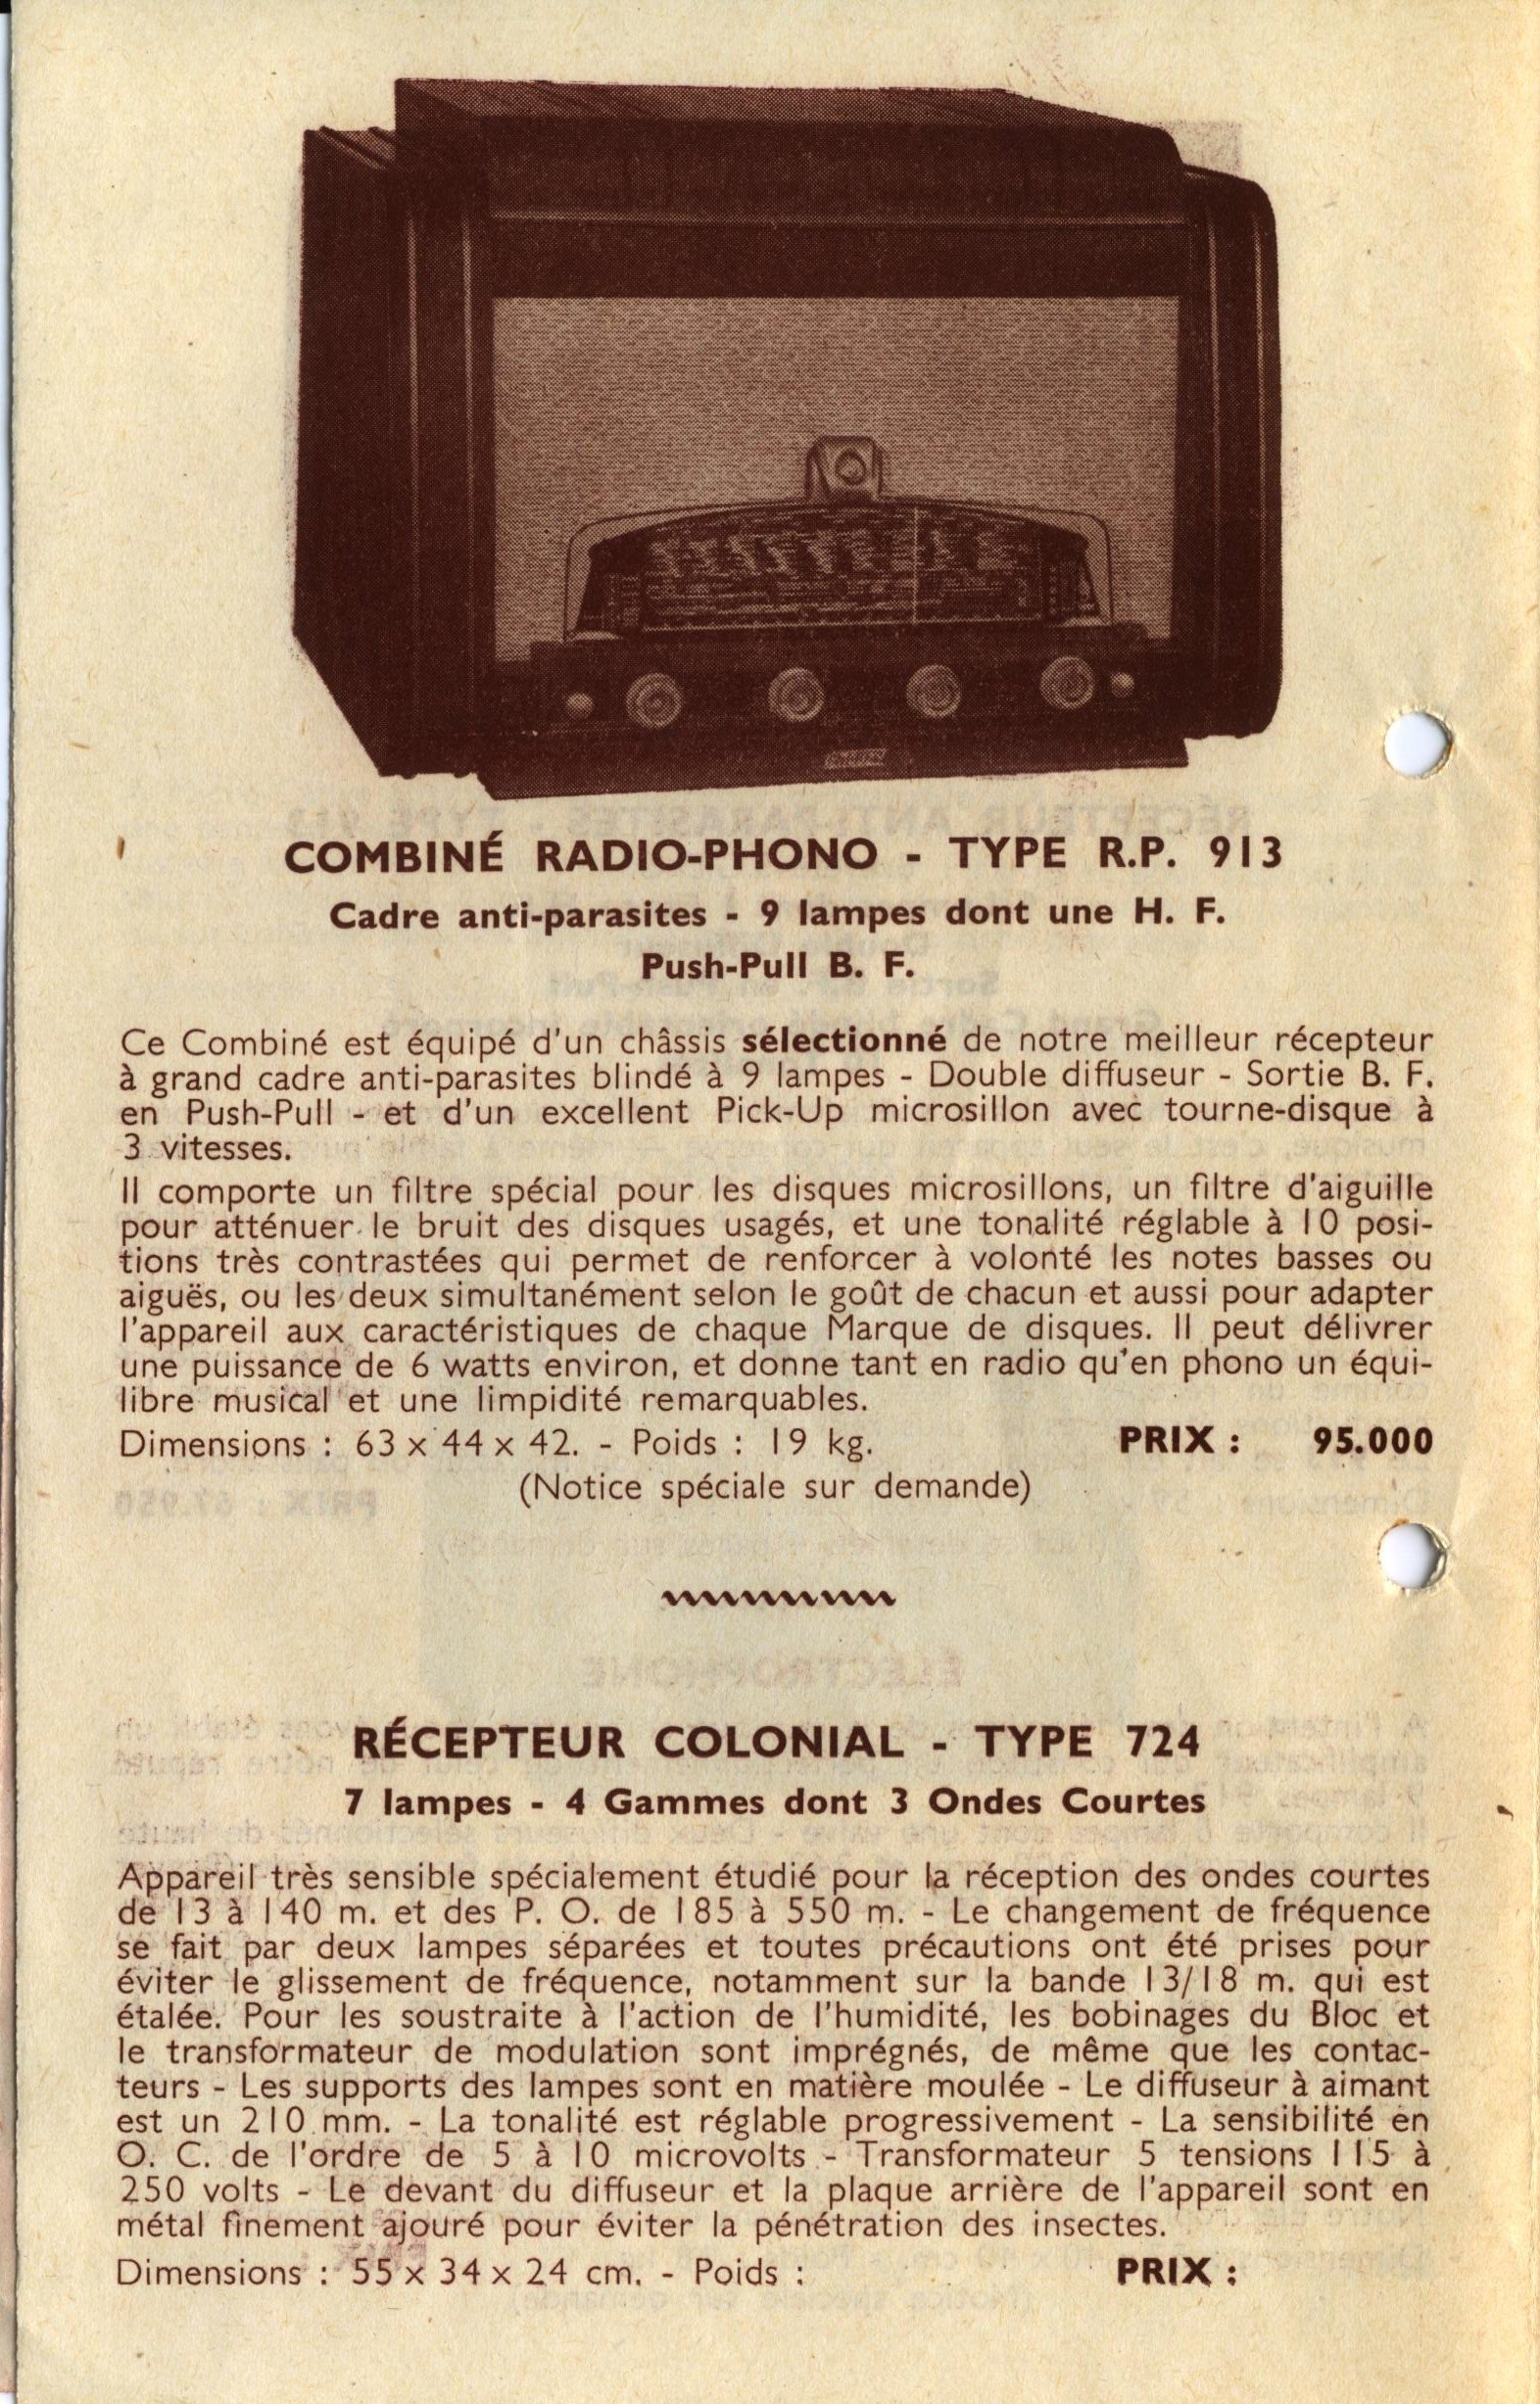 COMBINÉ RADIO-PHONO - TYPE R.P. 913
Cadre anti-parasites - 9 lampes dont une H. F.
Push-Pull B. F.
Ce Combiné est équipé d'un châssis sélectionné de notre meilleur récepteur
à grand cadre anti-parasites blindé à 9 lampes - Double diffuseur - Sortie B. F.
en Push-Pull - et d'un excellent Pick-Up microsillon avec tourne-disque à
3 vitesses.
Il comporte un filtre spécial pour les disques microsillons, un filtre d'aiguille
pour atténuer le bruit des disques usagés, et une tonalité réglable à 10 posi-
tions très contrastées qui permet de renforcer à volonté les notes basses ou
aiguës, ou les deux simultanément selon le goût de chacun et aussi pour adapter
l'appareil aux caractéristiques de chaque Marque de disques. Il peut délivrer
une puissance de 6 watts environ, et donne tant en radio qu'en phono un équi-
libre musical et une limpidité remarquables.
Dimensions : 63 x 44 x 42. - Poids : 19 kg. PRIX : 95.000
(Notice spéciale sur demande)
RÉCEPTEUR COLONIAL - TYPE 724
7 lampes - 4 Gammes dont 3 Ondes Courtes
Appareil très sensible spécialement étudié pour la réception des ondes courtes
de 13 à 140 m. et des P. O. de 185 à 550 m. - Le changement de fréquence
se fait par deux lampes séparées et toutes précautions ont été prises pour
éviter le glissement de fréquence, notamment sur la bande 13/18 m. qui est
étalée. Pour les soustraite à l'action de l'humidité, les bobinages du Bloc et
le transformateur de modulation sont imprégnés, de même que les contac-
teurs - Les supports des lampes sont en matière moulée - Le diffuseur à aimant
est un 210 mm. - La tonalité est réglable progressivement - La sensibilité en
O. C. de l'ordre de 5 à 10 microvolts - Transformateur 5 tensions 115 à
250 volts - Le devant du diffuseur et la plaque arrière de l'appareil sont en
métal finement ajouré pour éviter la pénétration des insectes.
Dimensions : 55 x 34 x 24 cm. - Poids : PRIX :